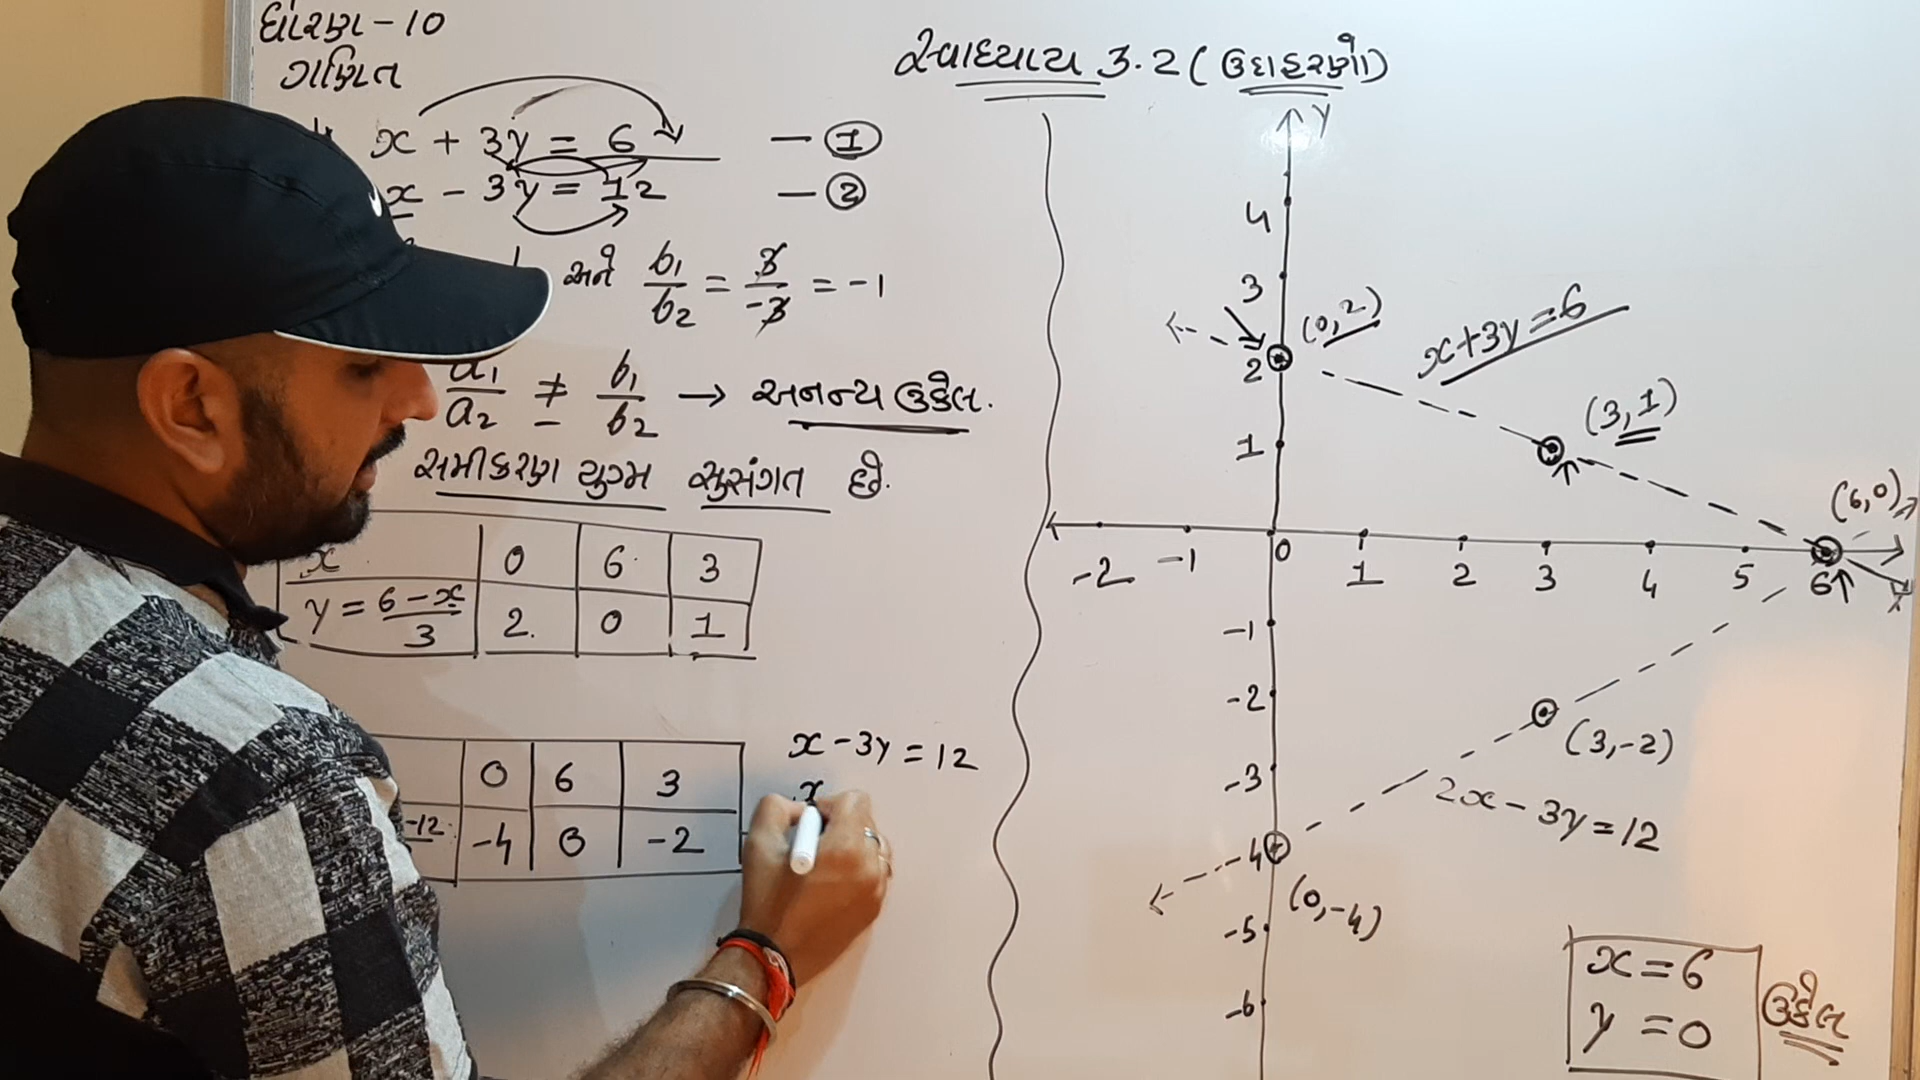 ધોરણ - 10
ગણિત
સ્વાધ્યાય 3.2 ( ઉદાહરણો )
x + 3y = 6 — ①
x - 3y = 12 — ②
અને b₁/b₂ = 3/-3 = -1
a₁/a₂ ≠ b₁/b₂ → અનન્ય ઉકેલ.
સમીકરણ યુગ્મ સુસંગત છે.
x 0 6 3
y = 6 - x/3 2 0 1
0 6 3
-12 -4 0 -2
x - 3y = 12
x
Y
4
3
2
1
(0, 2)
x + 3y = 6
(3, 1)
(6, 0)
-2 -1 0 1 2 3 4 5 6 X
-1
-2
-3
-4
-5
-6
(3, -2)
2x - 3y = 12
(0, -4)
x = 6
y = 0
ઉકેલ